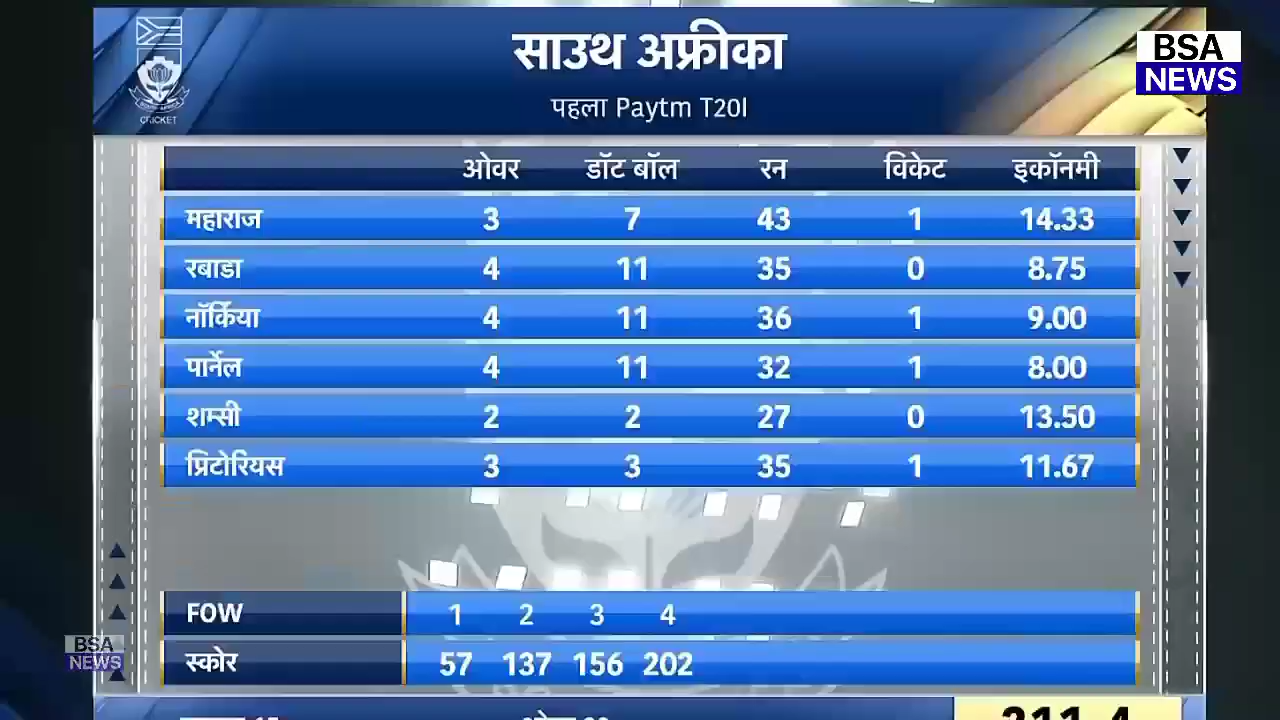 साउथ अफ्रीका
पहला Paytm T20I
BSA
NEWS
CRICKET
ओवर डॉट बॉल रन विकेट इकॉनमी
महाराज 3 7 43 1 14.33
रबाडा 4 11 35 0 8.75
नॉर्किया 4 11 36 1 9.00
पार्नेल 4 11 32 1 8.00
शम्सी 2 2 27 0 13.50
प्रिटोरियस 3 3 35 1 11.67
FOW 1 2 3 4
स्कोर 57 137 156 202
BSA
NEWS
211-4